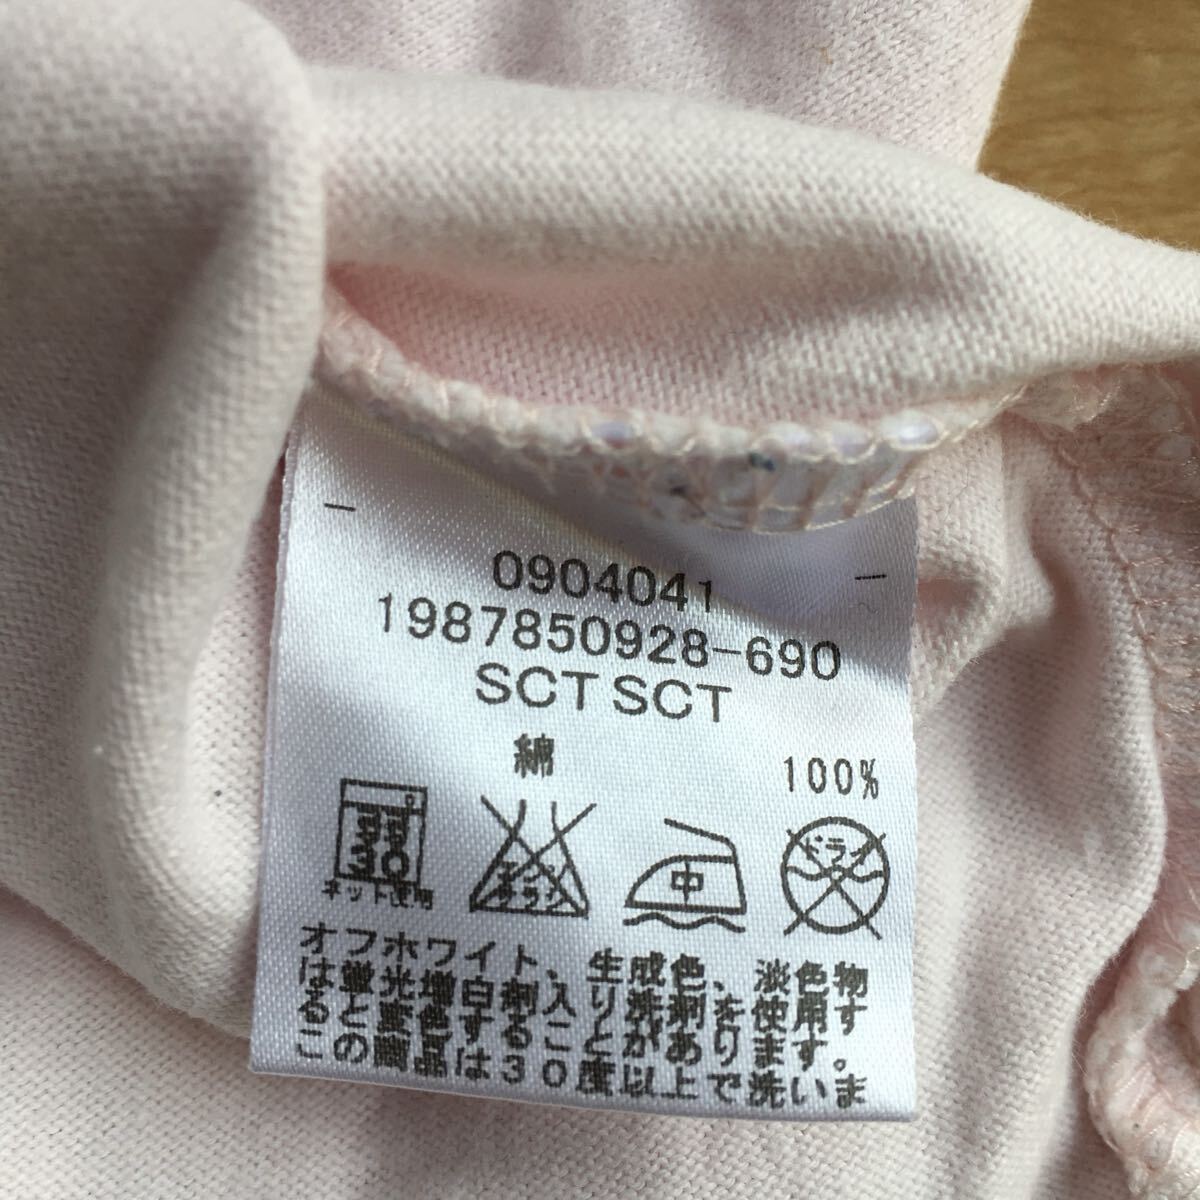 0904041
1987850928-690
SCT SCT
綿 100%
30 中 ドライ
ネット使用
オフホワイト、生成色、淡色物
は蛍光増白剤入り洗剤を使用す
ると変色することがあります。
この商品は30度以上で洗いま